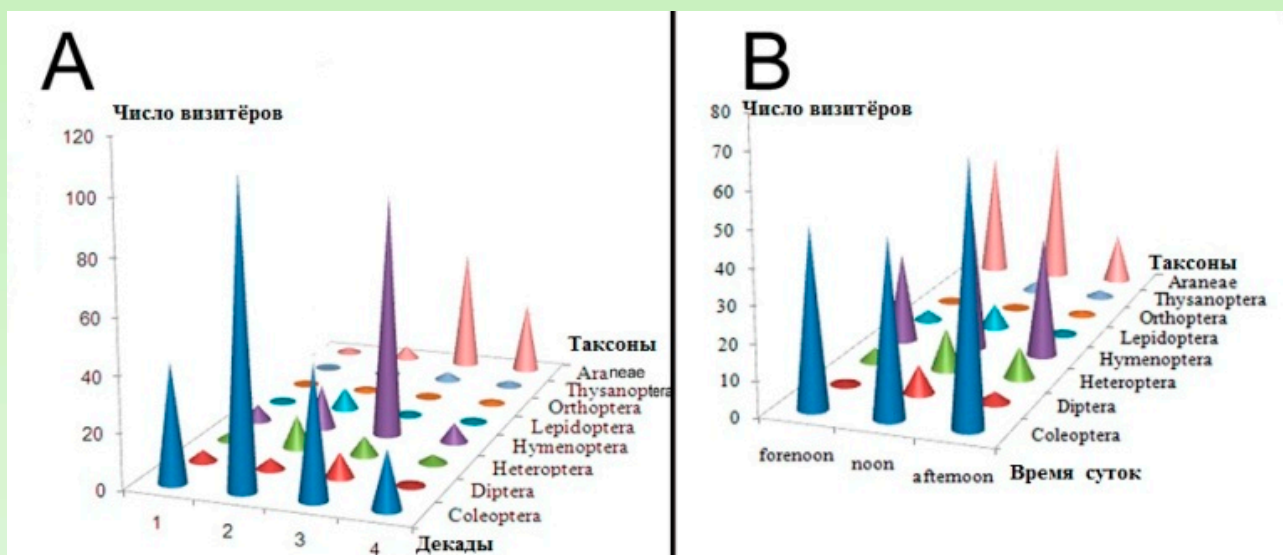 A
Число визитёров
120
100
80
60
40
20
0
1
2
3
4
Декады
Таксоны
Araneae
Thysanoptera
Orthoptera
Lepidoptera
Hymenoptera
Heteroptera
Diptera
Coleoptera
B
Число визитёров
80
70
60
50
40
30
20
10
0
forenoon
noon
afternoon
Время суток
Таксоны
Araneae
Thysanoptera
Orthoptera
Lepidoptera
Hymenoptera
Heteroptera
Diptera
Coleoptera